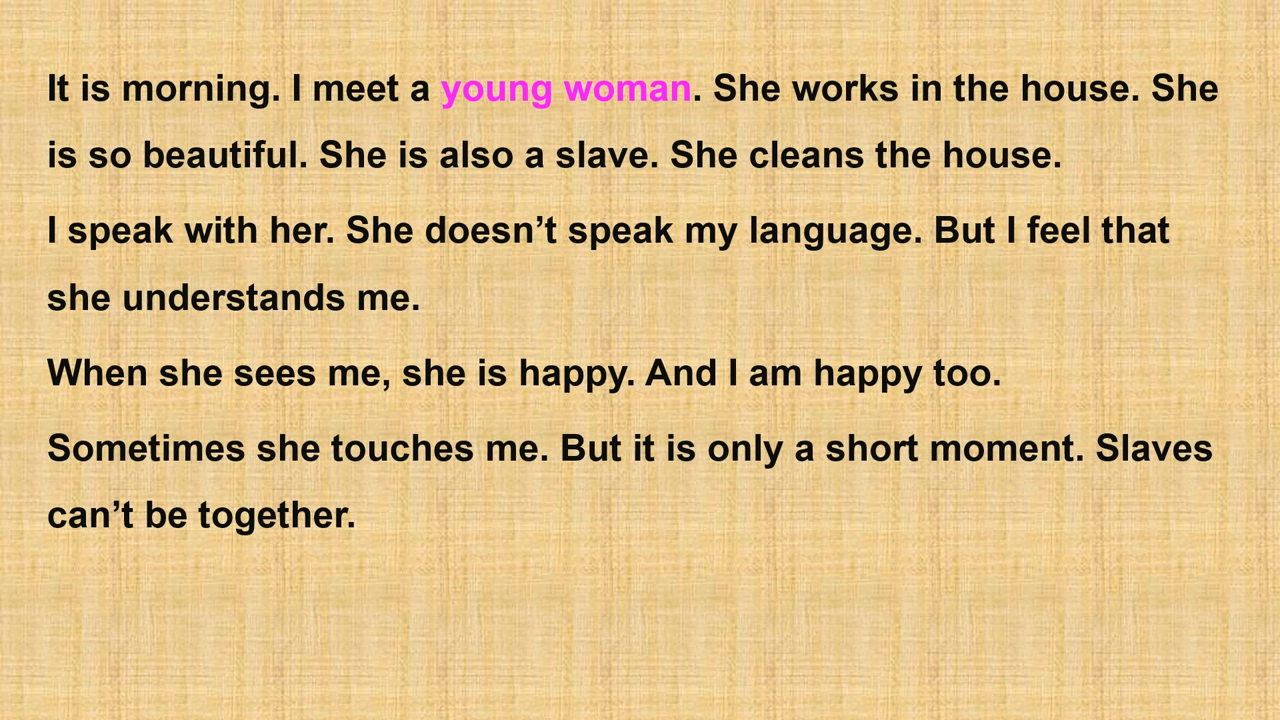 It is morning. I meet a young woman. She works in the house. She
is so beautiful. She is also a slave. She cleans the house.
I speak with her. She doesn’t speak my language. But I feel that
she understands me.
When she sees me, she is happy. And I am happy too.
Sometimes she touches me. But it is only a short moment. Slaves
can’t be together.